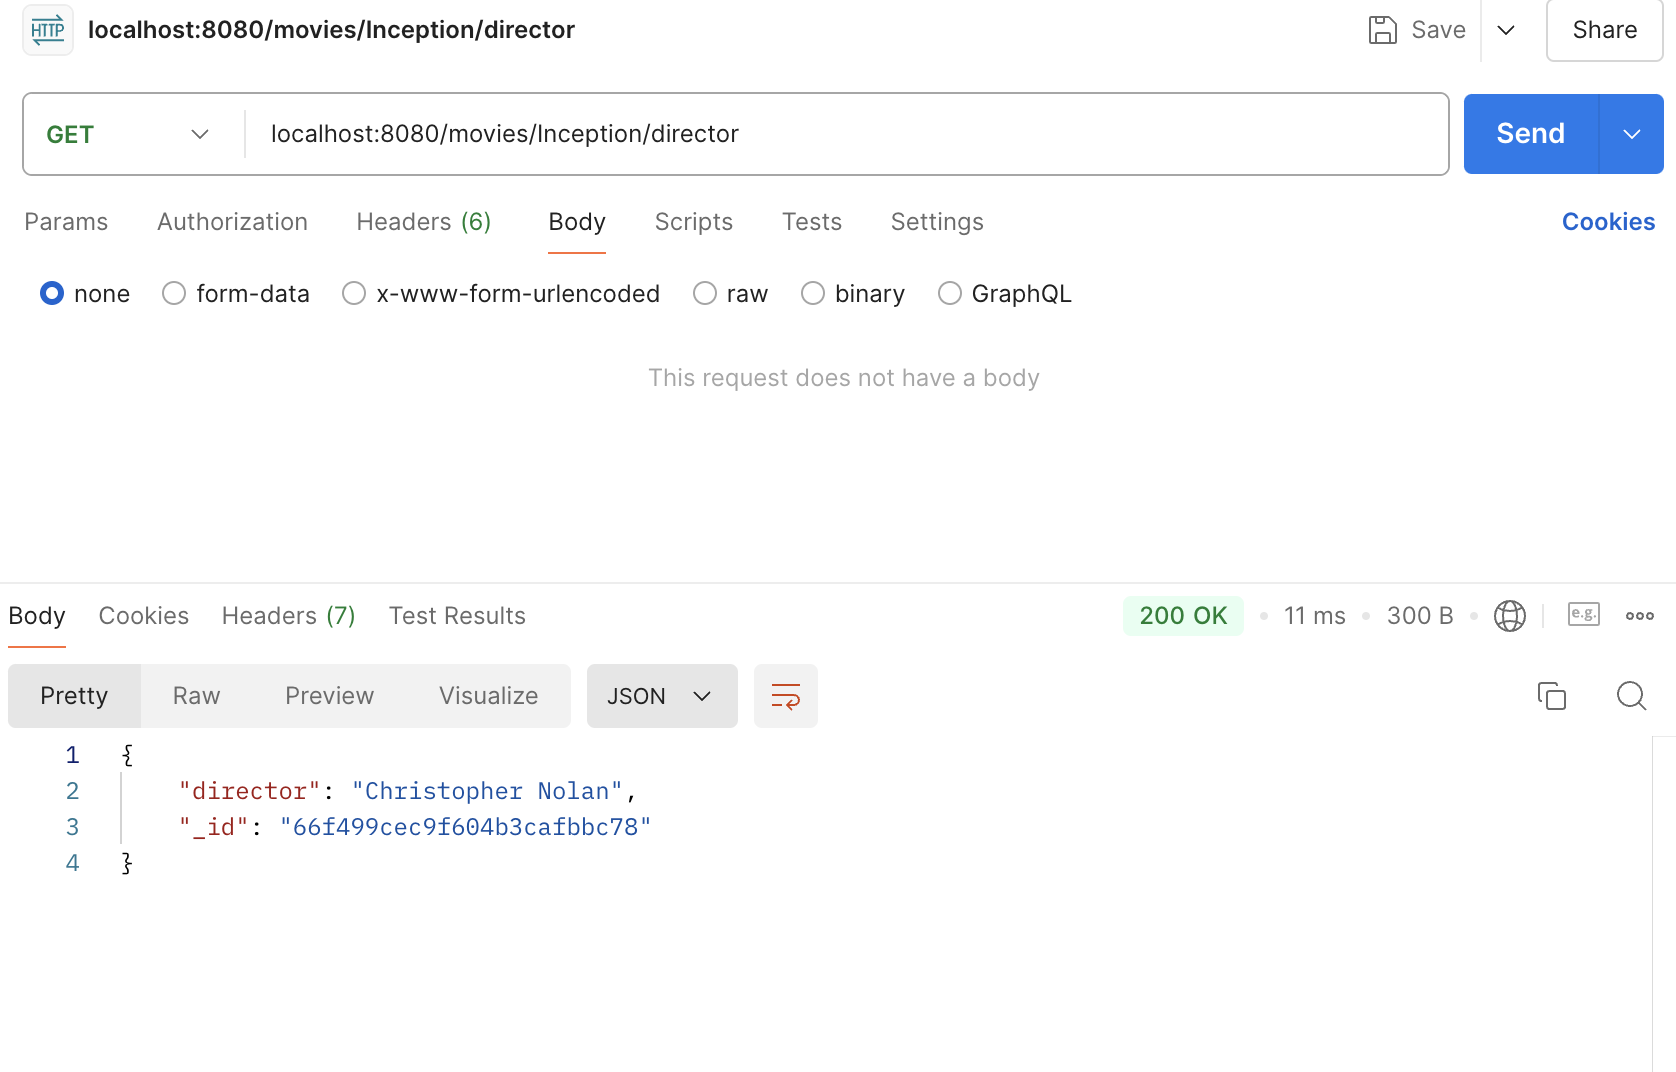 HTTP localhost:8080/movies/Inception/director Save Share
GET localhost:8080/movies/Inception/director Send
Params Authorization Headers (6) Body Scripts Tests Settings Cookies
none form-data x-www-form-urlencoded raw binary GraphQL
This request does not have a body
Body Cookies Headers (7) Test Results 200 OK • 11 ms • 300 B • e.g.
Pretty Raw Preview Visualize JSON
1 {
2 "director": "Christopher Nolan",
3 "_id": "66f499cec9f604b3cafbbc78"
4 }